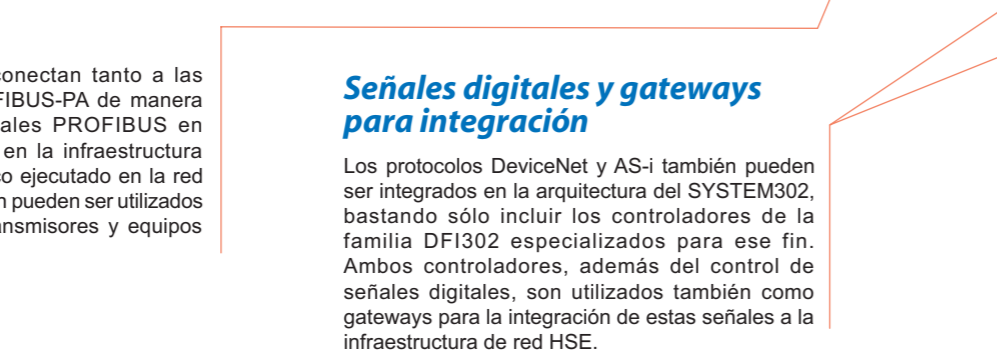 conectan tanto a las
FIBUS-PA de manera
ales PROFIBUS en
en la infraestructura
o ejecutado en la red
pueden ser utilizados
ansmisores y equipos
Señales digitales y gateways
para integración
Los protocolos DeviceNet y AS-i también pueden
ser integrados en la arquitectura del SYSTEM302,
bastando sólo incluir los controladores de la
familia DFI302 especializados para ese fin.
Ambos controladores, además del control de
señales digitales, son utilizados también como
gateways para la integración de estas señales a la
infraestructura de red HSE.